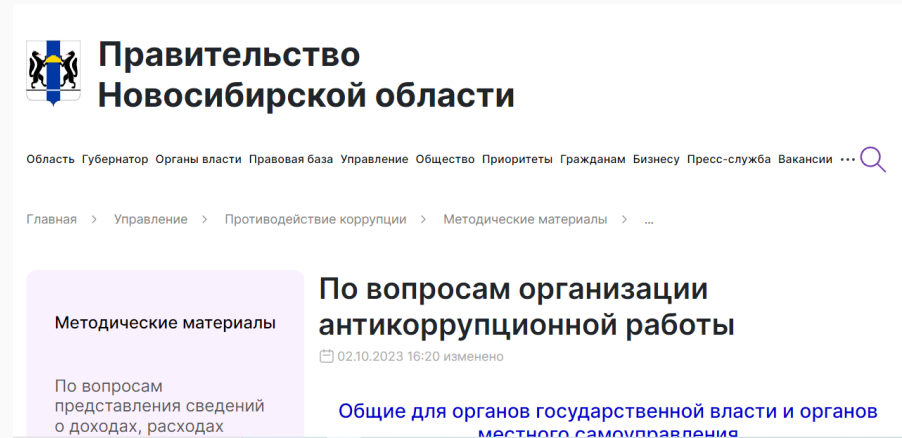 Правительство
Новосибирской области
Область Губернатор Органы власти Правовая база Управление Общество Приоритеты Гражданам Бизнесу Пресс-служба Вакансии ...
Главная > Управление > Противодействие коррупции > Методические материалы > ...
Методические материалы
По вопросам
представления сведений
о доходах, расходах
По вопросам организации
антикоррупционной работы
02.10.2023 16:20 изменено
Общие для органов государственной власти и органов
местного самоуправления